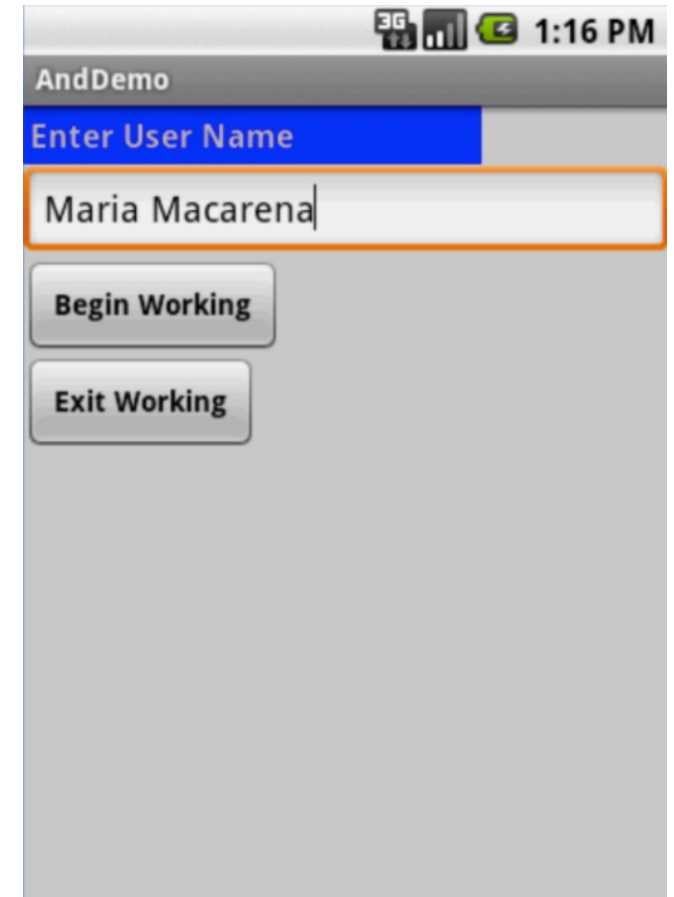 3G 1:16 PM
AndDemo
Enter User Name
Maria Macarena
Begin Working
Exit Working